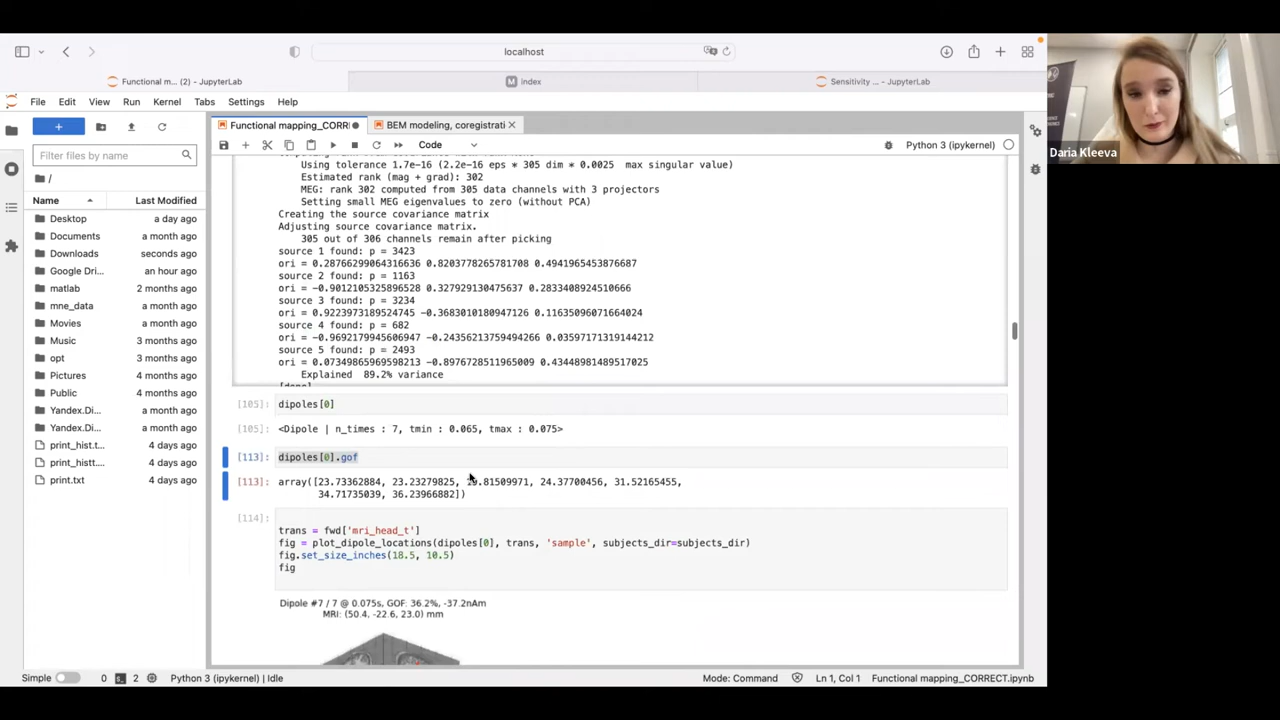 localhost
Functional m... (2) - JupyterLab
index
Sensitivity ... - JupyterLab
File Edit View Run Kernel Tabs Settings Help
Functional mapping_CORRI
BEM modeling, coregistrati
Code
Python 3 (ipykernel)
Filter files by name
/
Name Last Modified
Desktop a day ago
Documents a month ago
Downloads seconds ago
Google Dri... an hour ago
matlab 2 months ago
mne_data a month ago
Movies a month ago
Music 3 months ago
opt 3 months ago
Pictures 4 months ago
Public 4 months ago
Yandex.Di... a month ago
Yandex.Di... a month ago
print_hist.t... 4 days ago
print_histt.... 4 days ago
print.txt 4 days ago
Using tolerance 1.7e-16 (2.2e-16 eps * 305 dim * 0.0025 max singular value)
Estimated rank (mag + grad): 302
MEG: rank 302 computed from 305 data channels with 3 projectors
Setting small MEG eigenvalues to zero (without PCA)
Creating the source covariance matrix
Adjusting source covariance matrix.
305 out of 306 channels remain after picking
source 1 found: p = 3423
ori = 0.28766299064316636 0.8203778265781708 0.4941965453876687
source 2 found: p = 1163
ori = -0.9012105325896528 0.327929130475637 0.2833408924510666
source 3 found: p = 3234
ori = 0.9223973189524745 -0.3683010180947126 0.11635096071664024
source 4 found: p = 682
ori = -0.9692179945606947 -0.24356213759494266 0.03597171319144212
source 5 found: p = 2493
ori = 0.07349865969598213 -0.8976728511965009 0.43448981489517025
Explained 89.2% variance
[105]: dipoles[0]
[105]: <Dipole | n_times : 7, tmin : 0.065, tmax : 0.075>
[113]: dipoles[0].gof
[113]: array([23.73362884, 23.23279825, 24.37700456, 31.52165455,
34.71735039, 36.23966882])
[114]:
trans = fwd['mri_head_t']
fig = plot_dipole_locations(dipoles[0], trans, 'sample', subjects_dir=subjects_dir)
fig.set_size_inches(18.5, 10.5)
fig
Dipole #7 / 7 @ 0.075s, GOF: 36.2%, -37.2nAm
MRI: (50.4, -22.6, 23.0) mm
Simple 0 2 Python 3 (ipykernel) | Idle
Mode: Command Ln 1, Col 1 Functional mapping_CORRECT.ipynb
Daria Kleeva